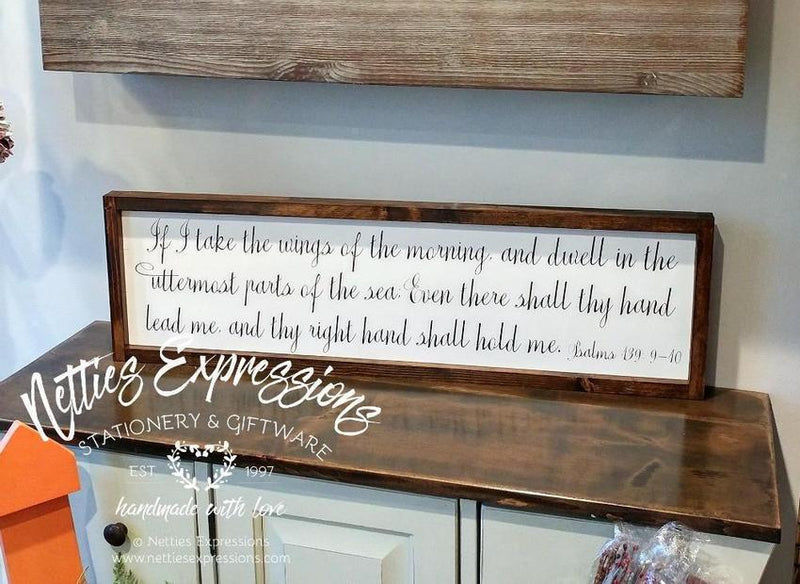 If I take the wings of the morning, and dwell in the
uttermost parts of the sea; Even there shall thy hand
lead me, and thy right hand shall hold me. Psalms 139: 9-10
Netties Expressions
STATIONERY & GIFTWARE
EST 1997
handmade with love
© Netties Expressions
www.nettiesexpressions.com